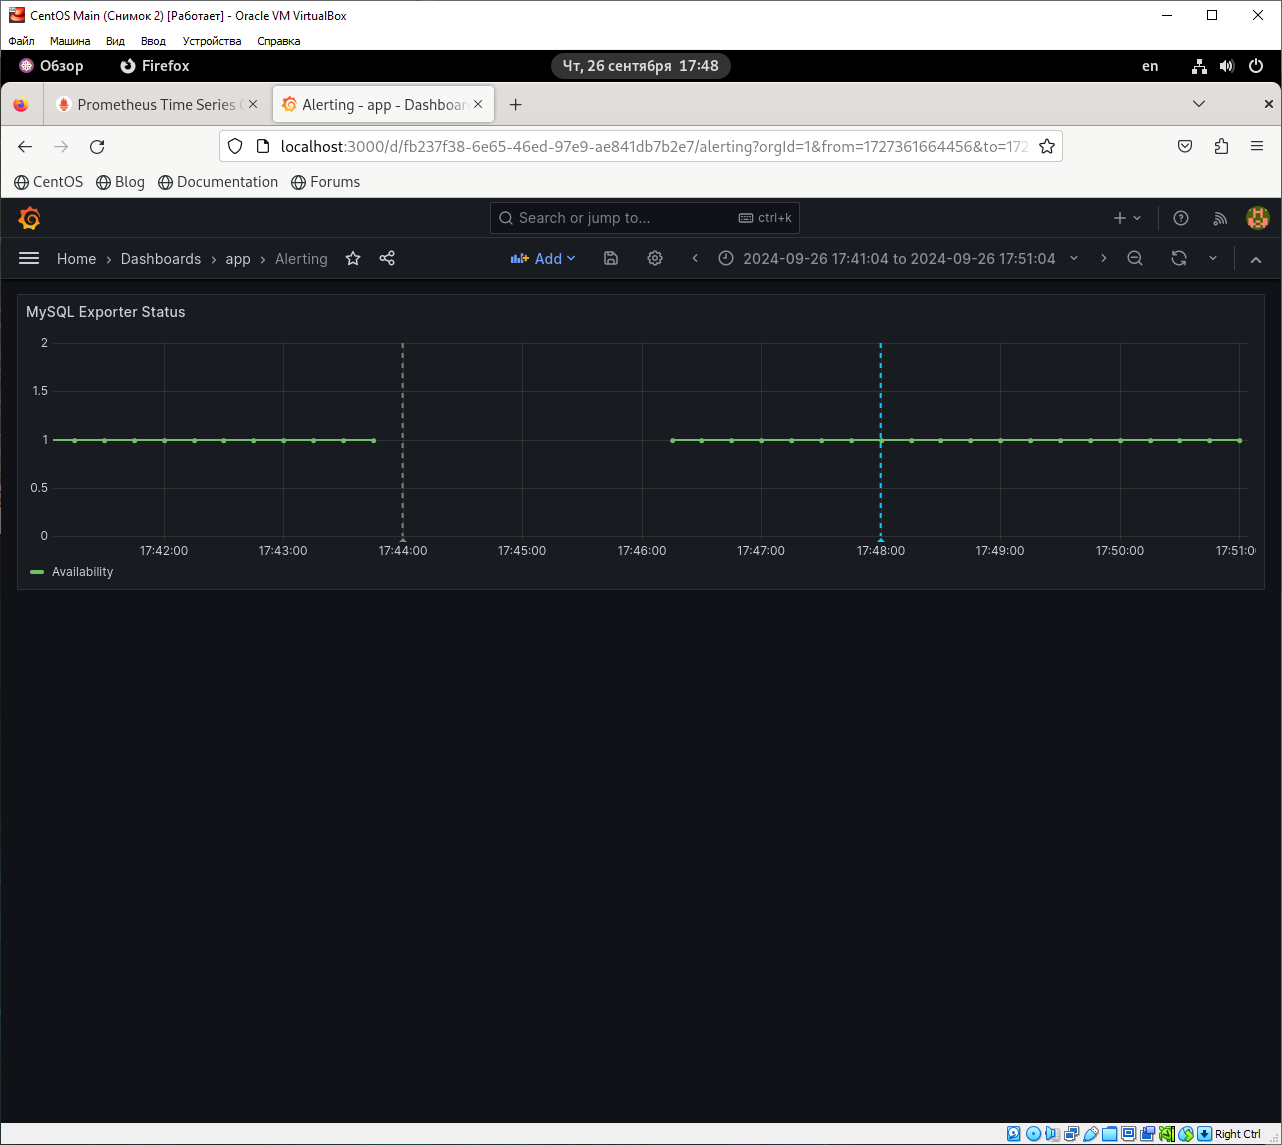 CentOS Main (Снимок 2) [Работает] - Oracle VM VirtualBox
Файл Машина Вид Ввод Устройства Справка
Обзор Firefox Чт, 26 сентября 17:48 en
Prometheus Time Series Alerting - app - Dashboar
localhost:3000/d/fb237f38-6e65-46ed-97e9-ae841db7b2e7/alerting?orgId=1&from=1727361664456&to=172
CentOS Blog Documentation Forums
Search or jump to... ctrl+k
Home › Dashboards › app › Alerting Add 2024-09-26 17:41:04 to 2024-09-26 17:51:04
MySQL Exporter Status
2
1.5
1
0.5
0
17:42:00 17:43:00 17:44:00 17:45:00 17:46:00 17:47:00 17:48:00 17:49:00 17:50:00 17:51:0
Availability
Right Ctrl